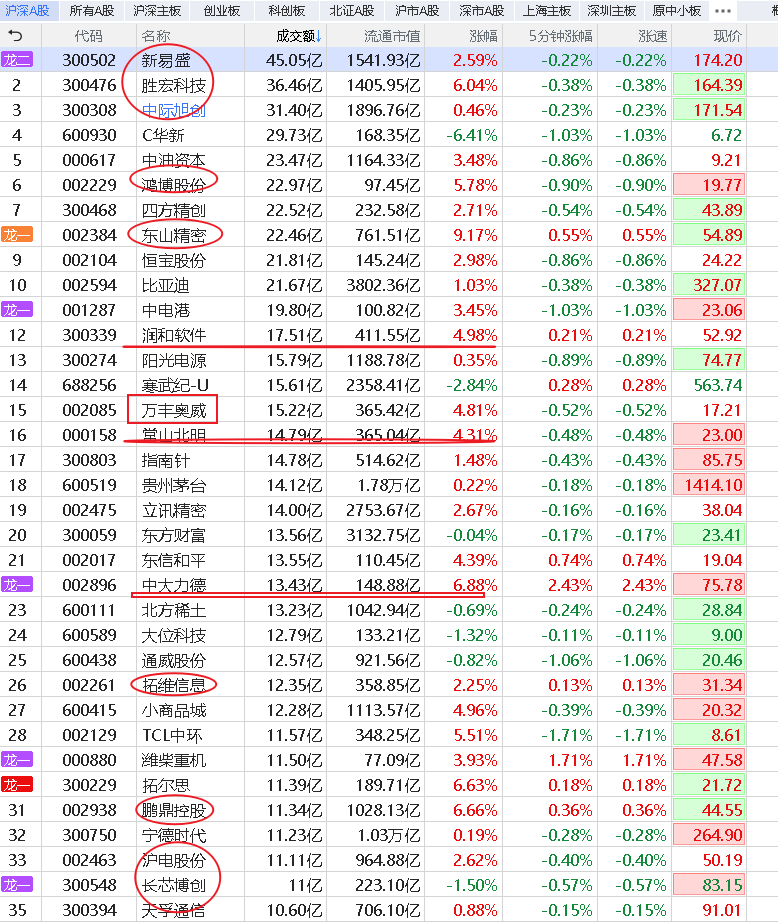 沪深A股 所有A股 沪深主板 创业板 科创板 北证A股 沪市A股 深市A股 上海主板 深圳主板 原中小板 •••
代码 名称 成交额↓ 流通市值 涨幅 5分钟涨幅 涨速 现价
龙二 300502 新易盛 45.05亿 1541.93亿 2.59% -0.22% -0.22% 174.20
2 300476 胜宏科技 36.46亿 1405.95亿 6.04% -0.38% -0.38% 164.39
3 300308 中际旭创 31.40亿 1896.76亿 0.46% -0.23% -0.23% 171.54
4 600930 C华新 29.73亿 168.35亿 -6.41% -1.03% -1.03% 6.72
5 000617 中油资本 23.47亿 1164.33亿 3.48% -0.86% -0.86% 9.21
6 002229 鸿博股份 22.97亿 97.45亿 5.78% -0.90% -0.90% 19.77
7 300468 四方精创 22.52亿 232.58亿 2.71% -0.54% -0.54% 43.89
龙一 002384 东山精密 22.46亿 761.51亿 9.17% 0.55% 0.55% 54.89
9 002104 恒宝股份 21.81亿 145.24亿 2.98% -0.86% -0.86% 24.22
10 002594 比亚迪 21.67亿 3802.36亿 1.03% -0.38% -0.38% 327.07
龙一 001287 中电港 19.80亿 100.82亿 3.45% -1.03% -1.03% 23.06
12 300339 润和软件 17.51亿 411.55亿 4.98% 0.21% 0.21% 52.92
13 300274 阳光电源 15.79亿 1188.78亿 0.35% -0.89% -0.89% 74.77
14 688256 寒武纪-U 15.61亿 2358.41亿 -2.84% 0.28% 0.28% 563.74
15 002085 万丰奥威 15.22亿 365.42亿 4.81% -0.52% -0.52% 17.21
16 000158 常山北明 14.79亿 365.04亿 4.31% -0.48% -0.48% 23.00
17 300803 指南针 14.78亿 514.62亿 1.48% -0.43% -0.43% 85.75
18 600519 贵州茅台 14.12亿 1.78万亿 0.22% -0.18% -0.18% 1414.10
19 002475 立讯精密 14.00亿 2753.67亿 2.67% -0.16% -0.16% 38.04
20 300059 东方财富 13.56亿 3132.75亿 -0.04% -0.17% -0.17% 23.41
21 002017 东信和平 13.55亿 110.45亿 4.39% 0.74% 0.74% 19.04
龙一 002896 中大力德 13.43亿 148.88亿 6.88% 2.43% 2.43% 75.78
23 600111 北方稀土 13.23亿 1042.94亿 -0.69% -0.24% -0.24% 28.84
24 600589 大位科技 12.79亿 133.21亿 -1.32% -0.11% -0.11% 9.00
25 600438 通威股份 12.57亿 921.56亿 -0.82% -1.06% -1.06% 20.46
26 002261 拓维信息 12.35亿 358.85亿 2.25% 0.13% 0.13% 31.34
27 600415 小商品城 12.28亿 1113.57亿 4.96% -0.39% -0.39% 20.32
28 002129 TCL中环 11.57亿 348.25亿 5.51% -1.71% -1.71% 8.61
龙一 000880 潍柴重机 11.50亿 77.09亿 3.93% 1.71% 1.71% 47.58
龙一 300229 拓尔思 11.39亿 189.71亿 6.63% 0.18% 0.18% 21.72
31 002938 鹏鼎控股 11.34亿 1028.13亿 6.66% 0.36% 0.36% 44.55
32 300750 宁德时代 11.23亿 1.03万亿 0.19% -0.28% -0.28% 264.90
33 002463 沪电股份 11.11亿 964.88亿 2.62% -0.40% -0.40% 50.19
龙一 300548 长芯博创 11亿 223.10亿 -1.50% -0.57% -0.57% 83.15
35 300394 天孚通信 10.60亿 706.10亿 0.88% -0.15% -0.15% 91.01